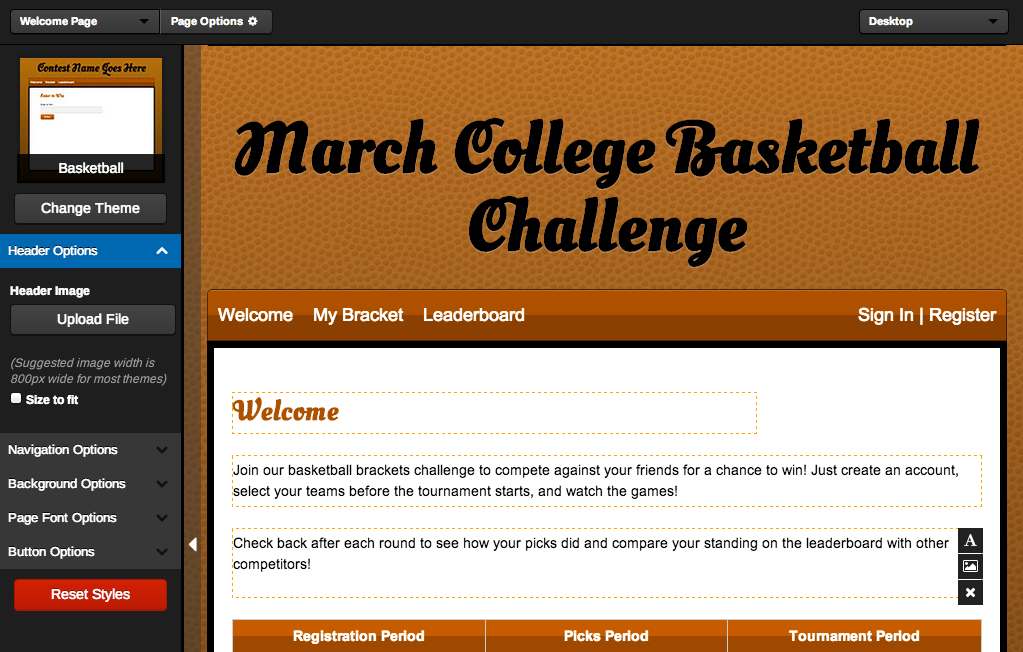 Welcome Page
Page Options
Desktop
Contest Name Goes Here
Basketball
Change Theme
Header Options
Header Image
Upload File
(Suggested image width is
800px wide for most themes)
Size to fit
Navigation Options
Background Options
Page Font Options
Button Options
Reset Styles
March College Basketball
Challenge
Welcome My Bracket Leaderboard Sign In | Register
Welcome
Join our basketball brackets challenge to compete against your friends for a chance to win! Just create an account,
select your teams before the tournament starts, and watch the games!
Check back after each round to see how your picks did and compare your standing on the leaderboard with other
competitors!
A
Registration Period Picks Period Tournament Period